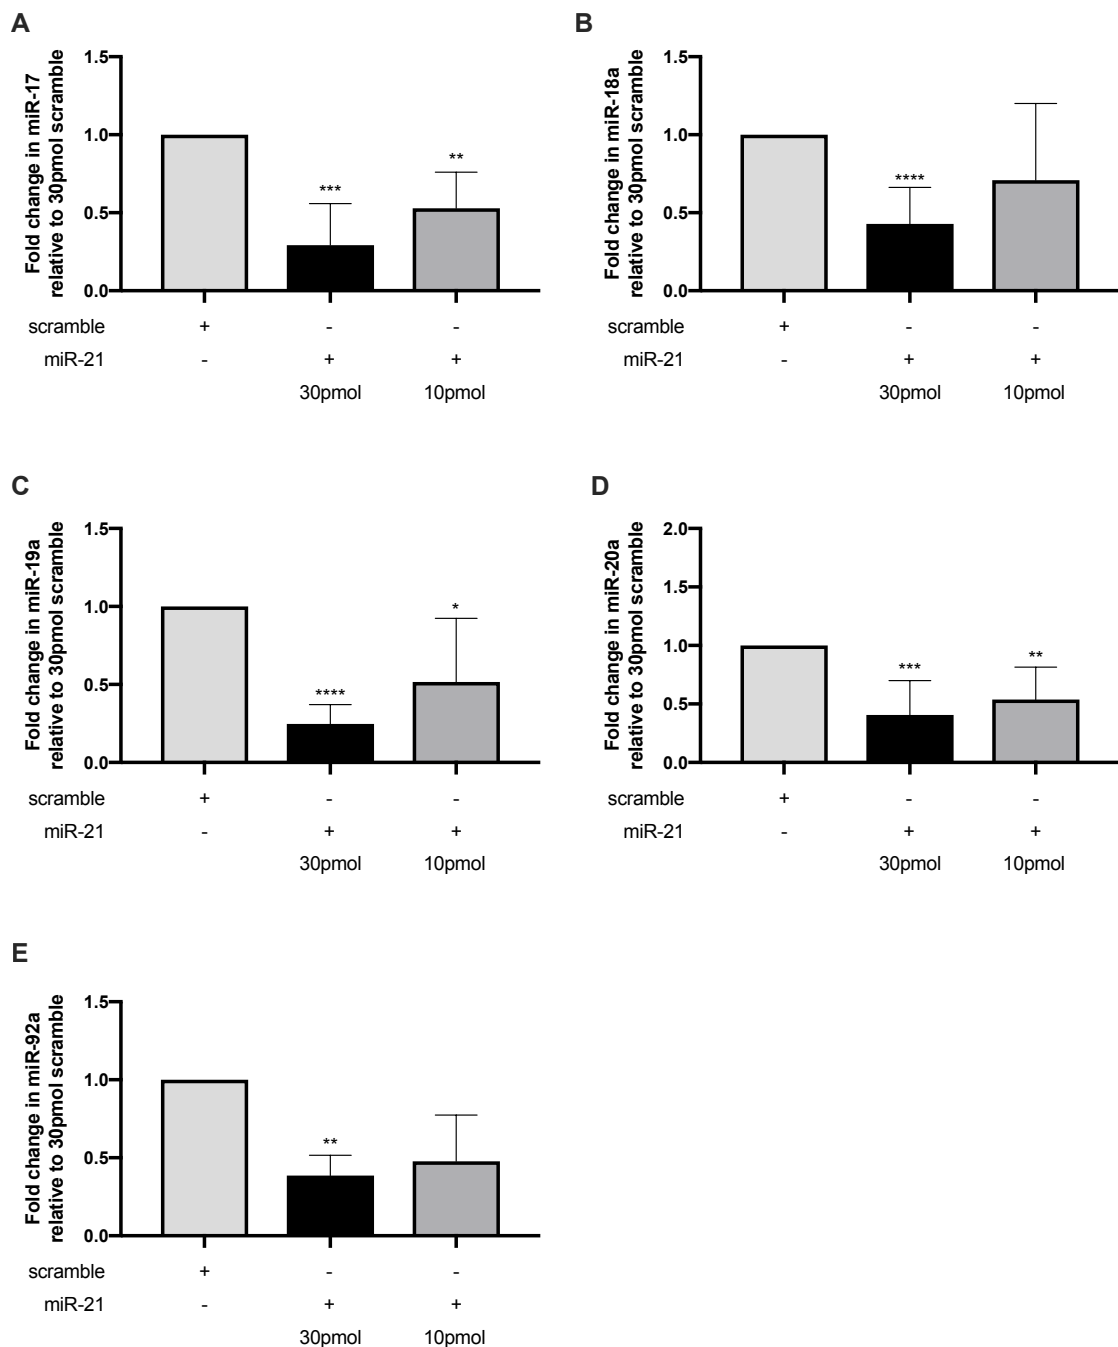 A
Fold change in miR-17
relative to 30pmol scramble
1.5
1.0
0.5
0.0
***
**
scramble + - -
miR-21 - + +
30pmol 10pmol
B
Fold change in miR-18a
relative to 30pmol scramble
1.5
1.0
0.5
0.0
****
scramble + - -
miR-21 - + +
30pmol 10pmol
C
Fold change in miR-19a
relative to 30pmol scramble
1.5
1.0
0.5
0.0
****
*
scramble + - -
miR-21 - + +
30pmol 10pmol
D
Fold change in miR-20a
relative to 30pmol scramble
2.0
1.5
1.0
0.5
0.0
***
**
scramble + - -
miR-21 - + +
30pmol 10pmol
E
Fold change in miR-92a
relative to 30pmol scramble
1.5
1.0
0.5
0.0
**
scramble + - -
miR-21 - + +
30pmol 10pmol